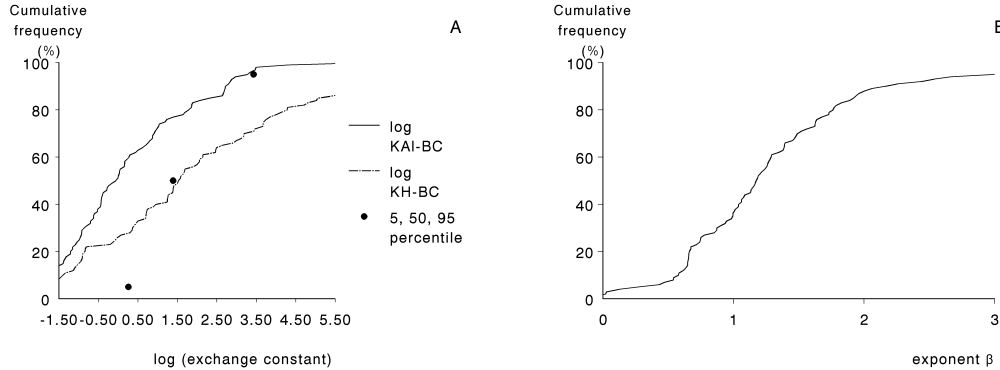 Cumulative
frequency
(%)
A
100
80
60
40
20
0
-1.50 -0.50 0.50 1.50 2.50 3.50 4.50 5.50
log (exchange constant)
log
KAl-BC
log
KH-BC
5, 50, 95
percentile
Cumulative
frequency
(%)
100
80
60
40
20
0
0 1 2 3
exponent β